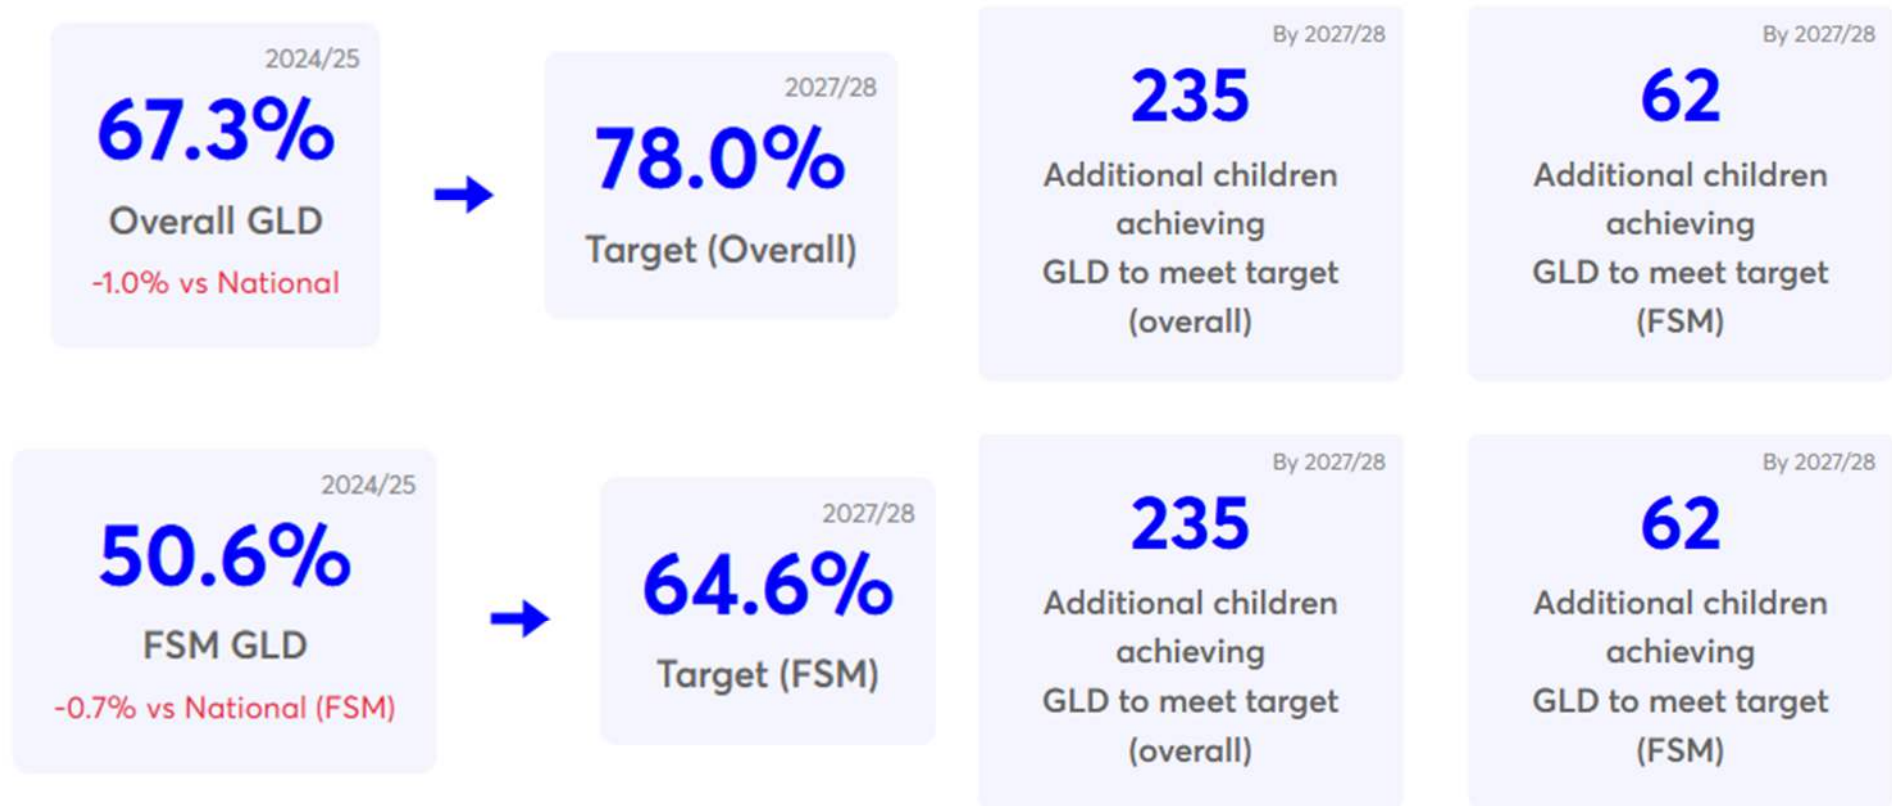 2024/25
67.3%
Overall GLD
-1.0% vs National
2027/28
78.0%
Target (Overall)
By 2027/28
235
Additional children
achieving
GLD to meet target
(overall)
By 2027/28
62
Additional children
achieving
GLD to meet target
(FSM)
2024/25
50.6%
FSM GLD
-0.7% vs National (FSM)
2027/28
64.6%
Target (FSM)
By 2027/28
235
Additional children
achieving
GLD to meet target
(overall)
By 2027/28
62
Additional children
achieving
GLD to meet target
(FSM)